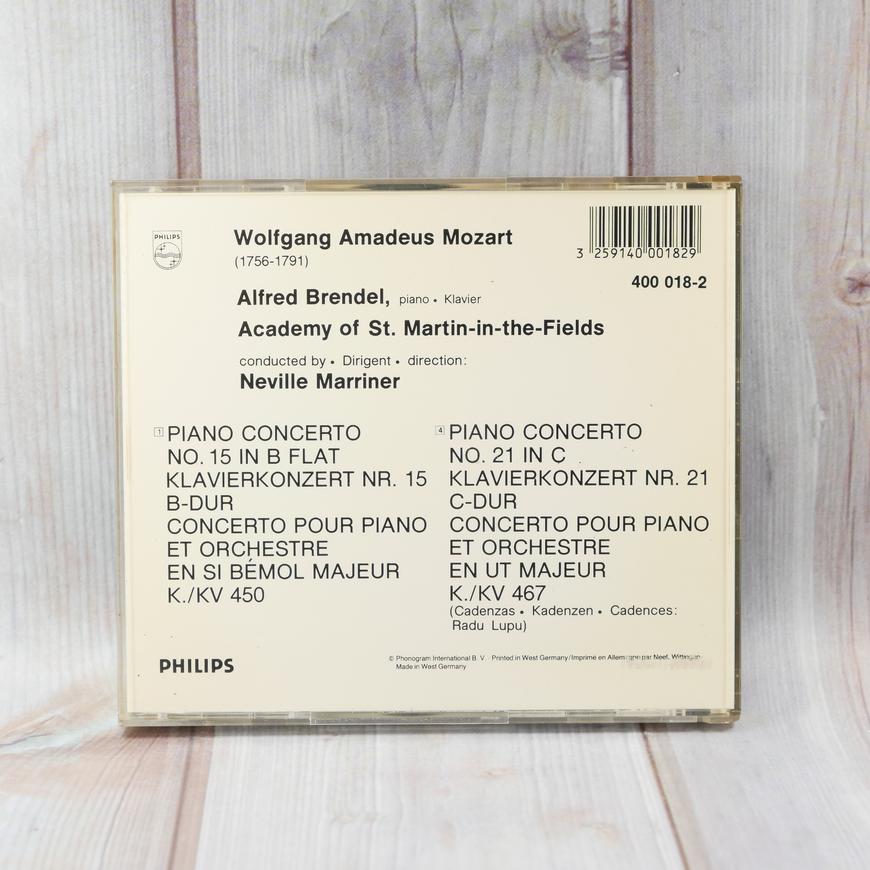 PHILIPS
Wolfgang Amadeus Mozart
(1756-1791)
3 259140 001829
400 018-2
Alfred Brendel, piano • Klavier
Academy of St. Martin-in-the-Fields
conducted by • Dirigent • direction:
Neville Marriner
1 PIANO CONCERTO
NO. 15 IN B FLAT
KLAVIERKONZERT NR. 15
B-DUR
CONCERTO POUR PIANO
ET ORCHESTRE
EN SI BÉMOL MAJEUR
K./KV 450
4 PIANO CONCERTO
NO. 21 IN C
KLAVIERKONZERT NR. 21
C-DUR
CONCERTO POUR PIANO
ET ORCHESTRE
EN UT MAJEUR
K./KV 467
(Cadenzas • Kadenzen • Cadences:
Radu Lupu)
PHILIPS
© Phonogram International B. V. · Printed in West Germany/Imprimé en Allemagne par Neef,
Made in West Germany